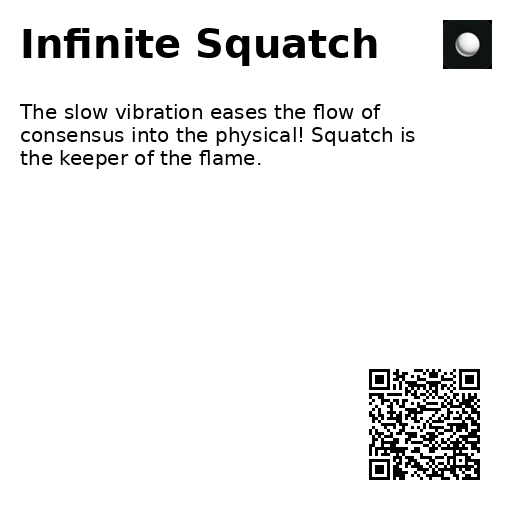 Infinite Squatch
The slow vibration eases the flow of
consensus into the physical! Squatch is
the keeper of the flame.